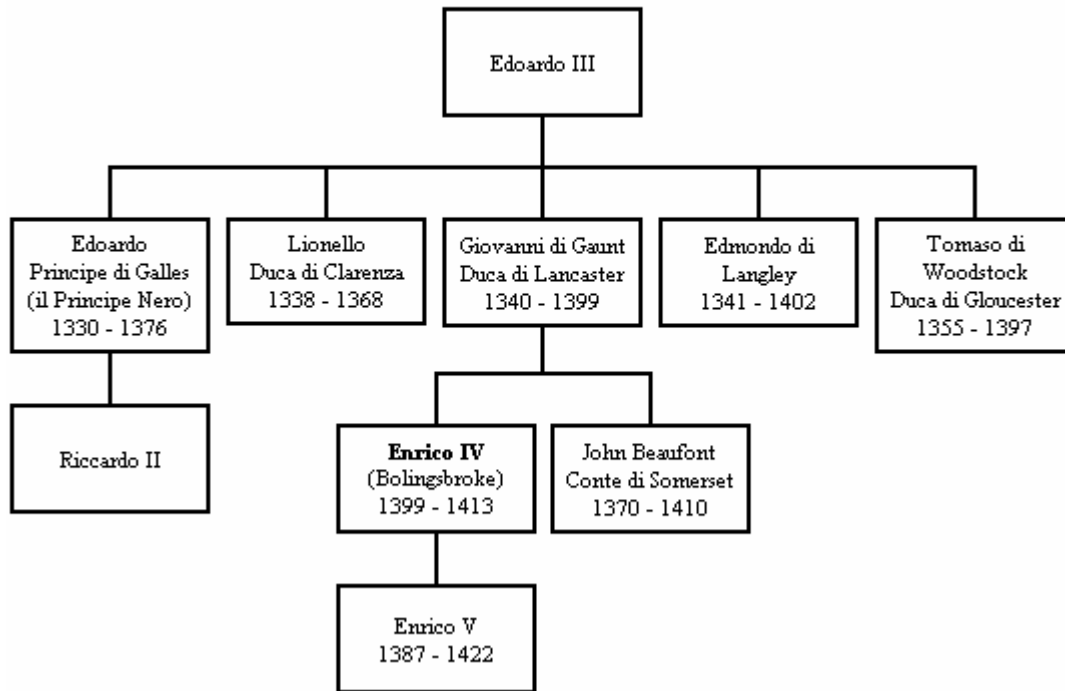 Edoardo III
Edoardo
Principe di Galles
(il Principe Nero)
1330 - 1376
Lionello
Duca di Clarenza
1338 - 1368
Giovanni di Gaunt
Duca di Lancaster
1340 - 1399
Edmondo di
Langley
1341 - 1402
Tomaso di
Woodstock
Duca di Gloucester
1355 - 1397
Riccardo II
Enrico IV
(Bolingsbroke)
1399 - 1413
John Beaufont
Conte di Somerset
1370 - 1410
Enrico V
1387 - 1422